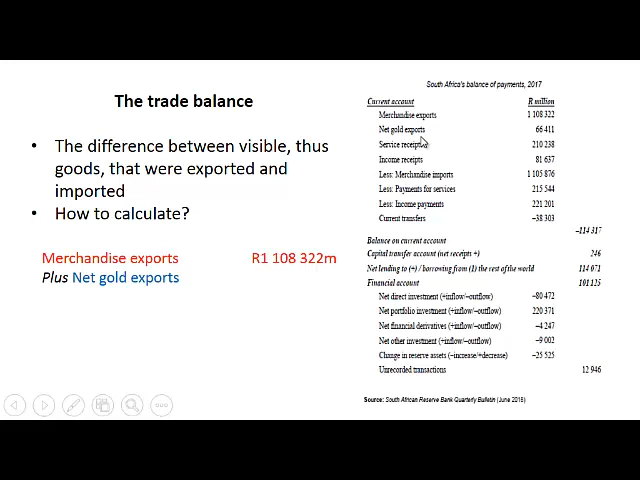 The trade balance
• The difference between visible, thus
goods, that were exported and
imported
• How to calculate?
Merchandise exports R1 108 322m
Plus Net gold exports
South Africa's balance of payments, 2017
Current account R million
Merchandise exports 1 108 322
Net gold exports 66 411
Service receipts 210 238
Income receipts 81 637
Less: Merchandise imports 1 105 876
Less: Payments for services 215 544
Less: Income payments 221 201
Current transfers –38 303
–114 317
Balance on current account
Capital transfer account (net receipts +) 246
Net lending to (+) / borrowing from (1) the rest of the world 114 071
Financial account 101 125
Net direct investment (+inflow/–outflow) –80 472
Net portfolio investment (+inflow/–outflow) 220 371
Net financial derivatives (+inflow/–outflow) –4 247
Net other investment (+inflow/–outflow) –9 002
Change in reserve assets (–increase/+decrease) –25 525
Unrecorded transactions 12 946
Source: South African Reserve Bank Quarterly Bulletin (June 2018)